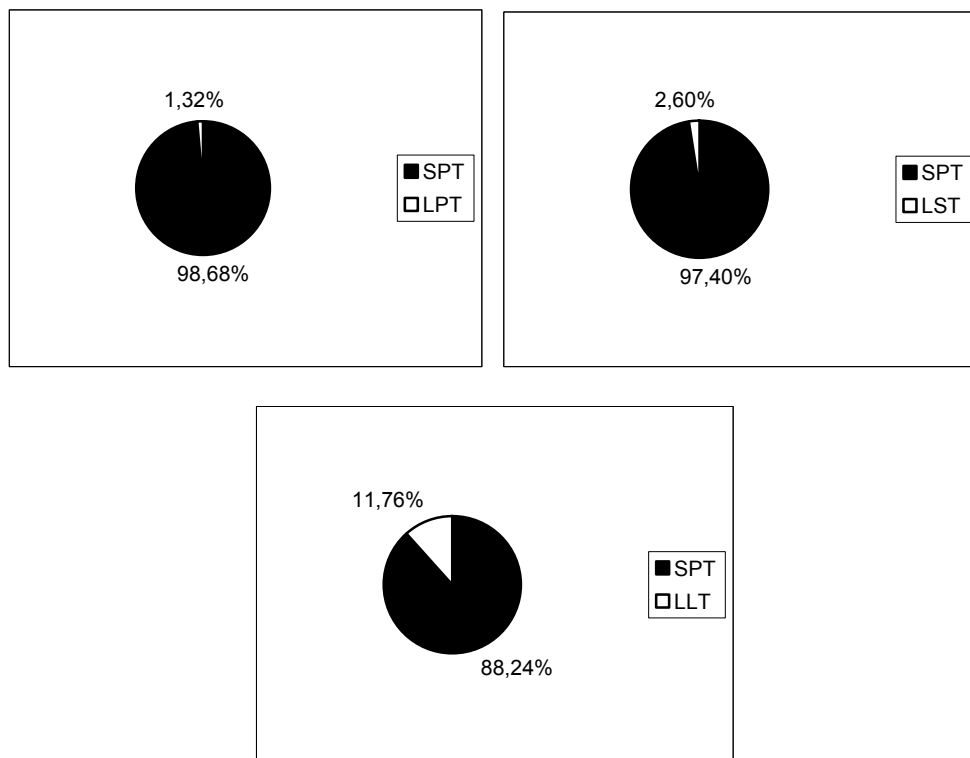 1,32%
SPT
LPT
98,68%
2,60%
SPT
LST
97,40%
11,76%
SPT
LLT
88,24%